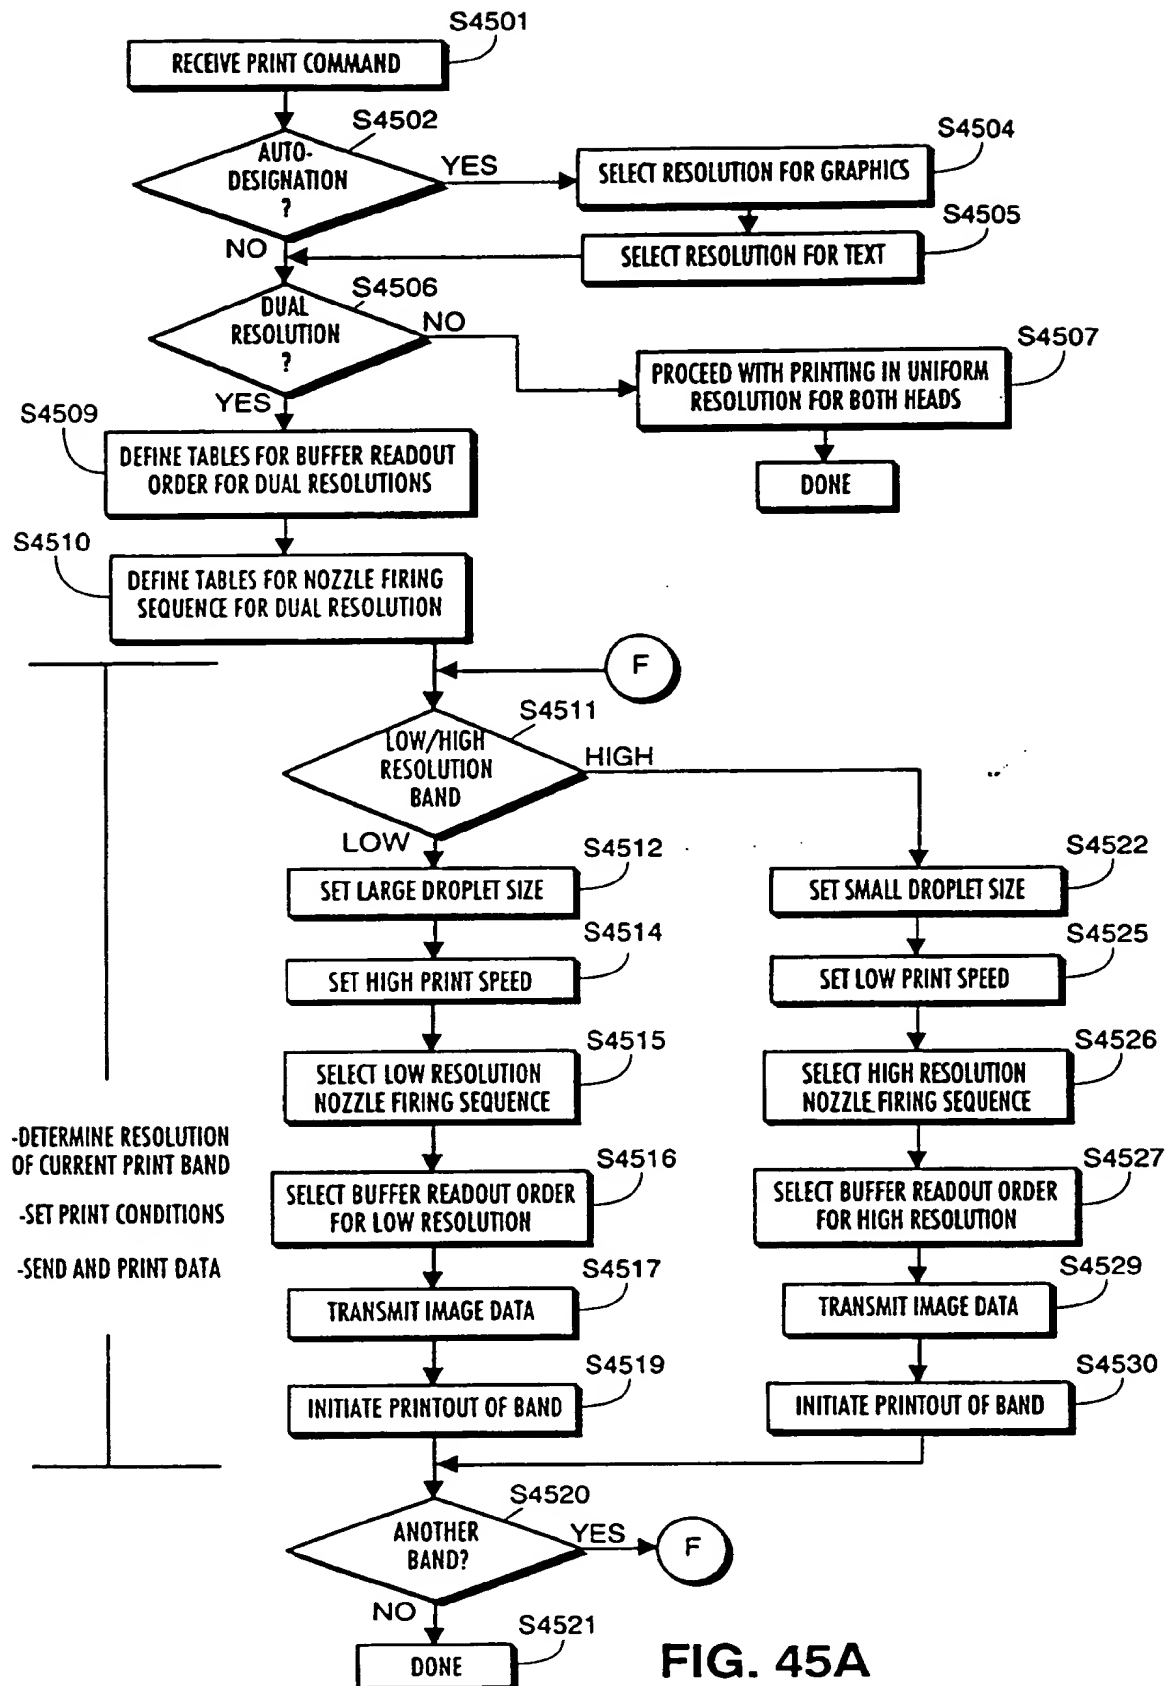 S4501
RECEIVE PRINT COMMAND
S4502
AUTO-
DESIGNATION
?
YES
NO
S4504
SELECT RESOLUTION FOR GRAPHICS
S4505
SELECT RESOLUTION FOR TEXT
S4506
DUAL
RESOLUTION
?
NO
YES
S4507
PROCEED WITH PRINTING IN UNIFORM
RESOLUTION FOR BOTH HEADS
DONE
S4509
DEFINE TABLES FOR BUFFER READOUT
ORDER FOR DUAL RESOLUTIONS
S4510
DEFINE TABLES FOR NOZZLE FIRING
SEQUENCE FOR DUAL RESOLUTION
F
S4511
LOW/HIGH
RESOLUTION
BAND
HIGH
LOW
S4512
SET LARGE DROPLET SIZE
S4514
SET HIGH PRINT SPEED
S4515
SELECT LOW RESOLUTION
NOZZLE FIRING SEQUENCE
S4516
SELECT BUFFER READOUT ORDER
FOR LOW RESOLUTION
S4517
TRANSMIT IMAGE DATA
S4519
INITIATE PRINTOUT OF BAND
S4522
SET SMALL DROPLET SIZE
S4525
SET LOW PRINT SPEED
S4526
SELECT HIGH RESOLUTION
NOZZLE FIRING SEQUENCE
S4527
SELECT BUFFER READOUT ORDER
FOR HIGH RESOLUTION
S4529
TRANSMIT IMAGE DATA
S4530
INITIATE PRINTOUT OF BAND
-DETERMINE RESOLUTION
OF CURRENT PRINT BAND
-SET PRINT CONDITIONS
-SEND AND PRINT DATA
S4520
ANOTHER
BAND?
YES
F
NO
S4521
DONE
FIG. 45A